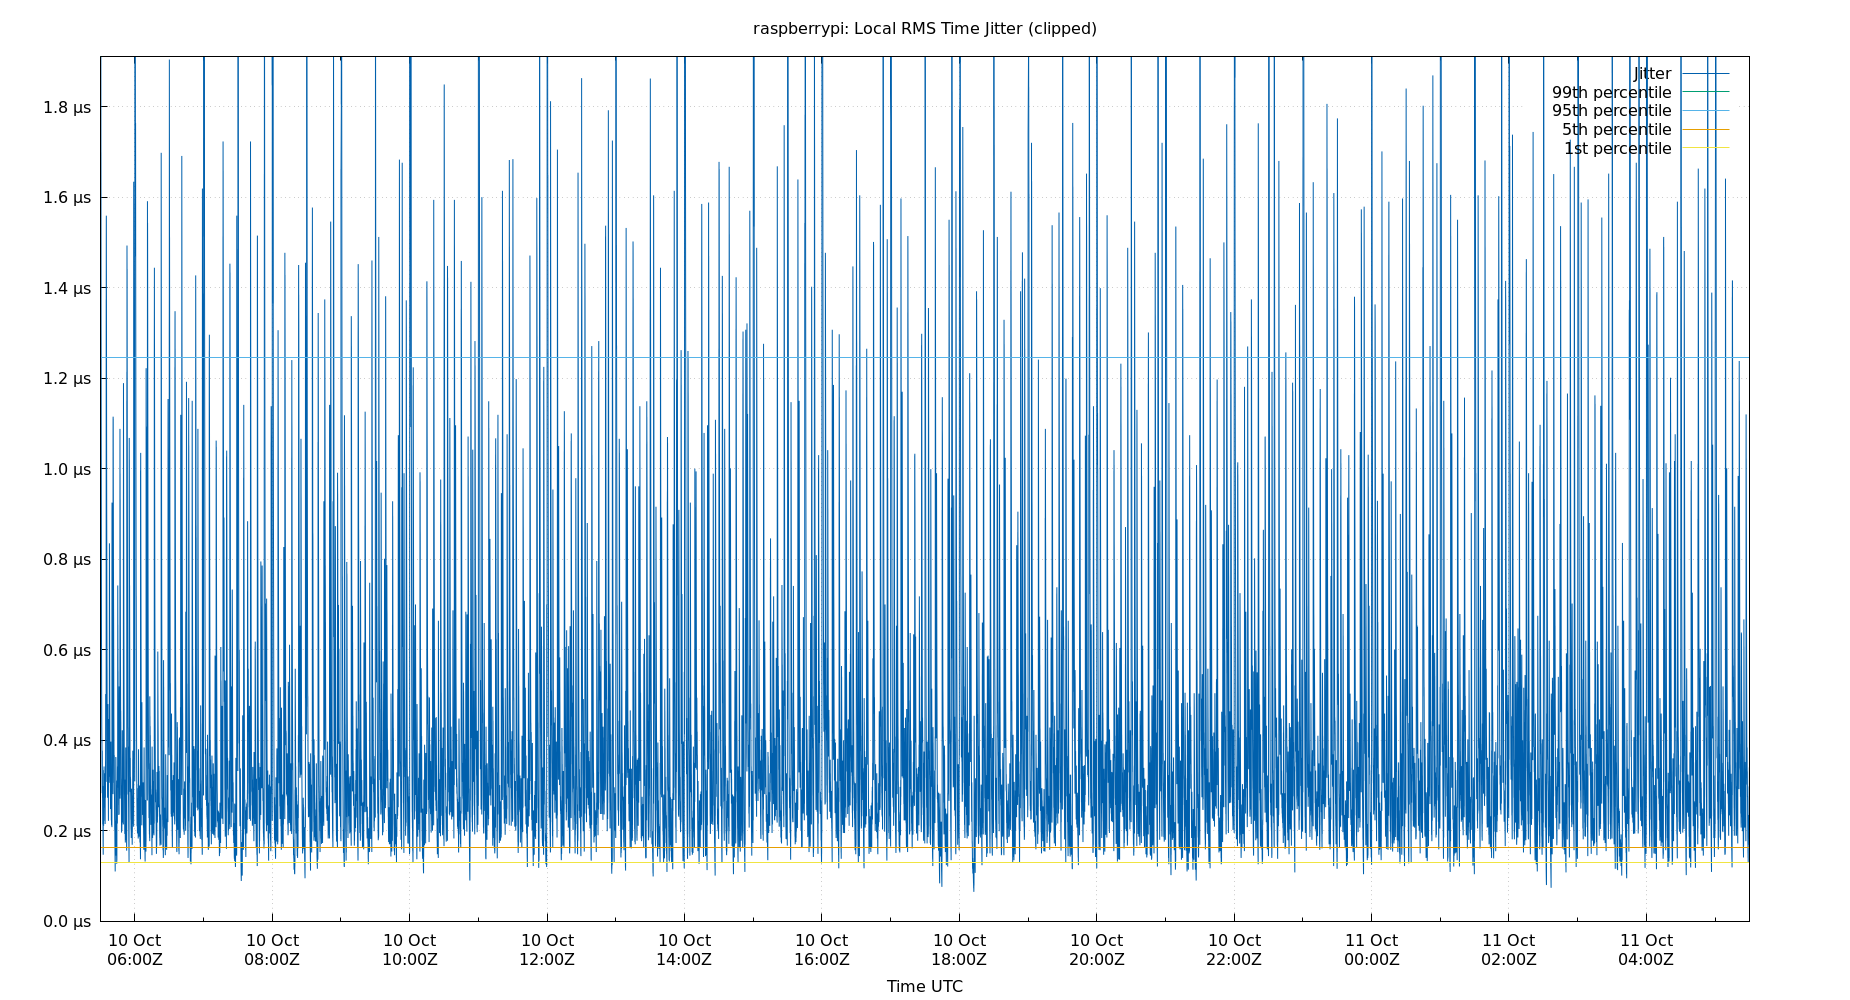 raspberrypi: Local RMS Time Jitter (clipped)
Jitter
99th percentile
95th percentile
5th percentile
1st percentile
1.8 µs
1.6 µs
1.4 µs
1.2 µs
1.0 µs
0.8 µs
0.6 µs
0.4 µs
0.2 µs
0.0 µs
10 Oct 10 Oct 10 Oct 10 Oct 10 Oct 10 Oct 10 Oct 10 Oct 10 Oct 11 Oct 11 Oct 11 Oct
06:00Z 08:00Z 10:00Z 12:00Z 14:00Z 16:00Z 18:00Z 20:00Z 22:00Z 00:00Z 02:00Z 04:00Z
Time UTC